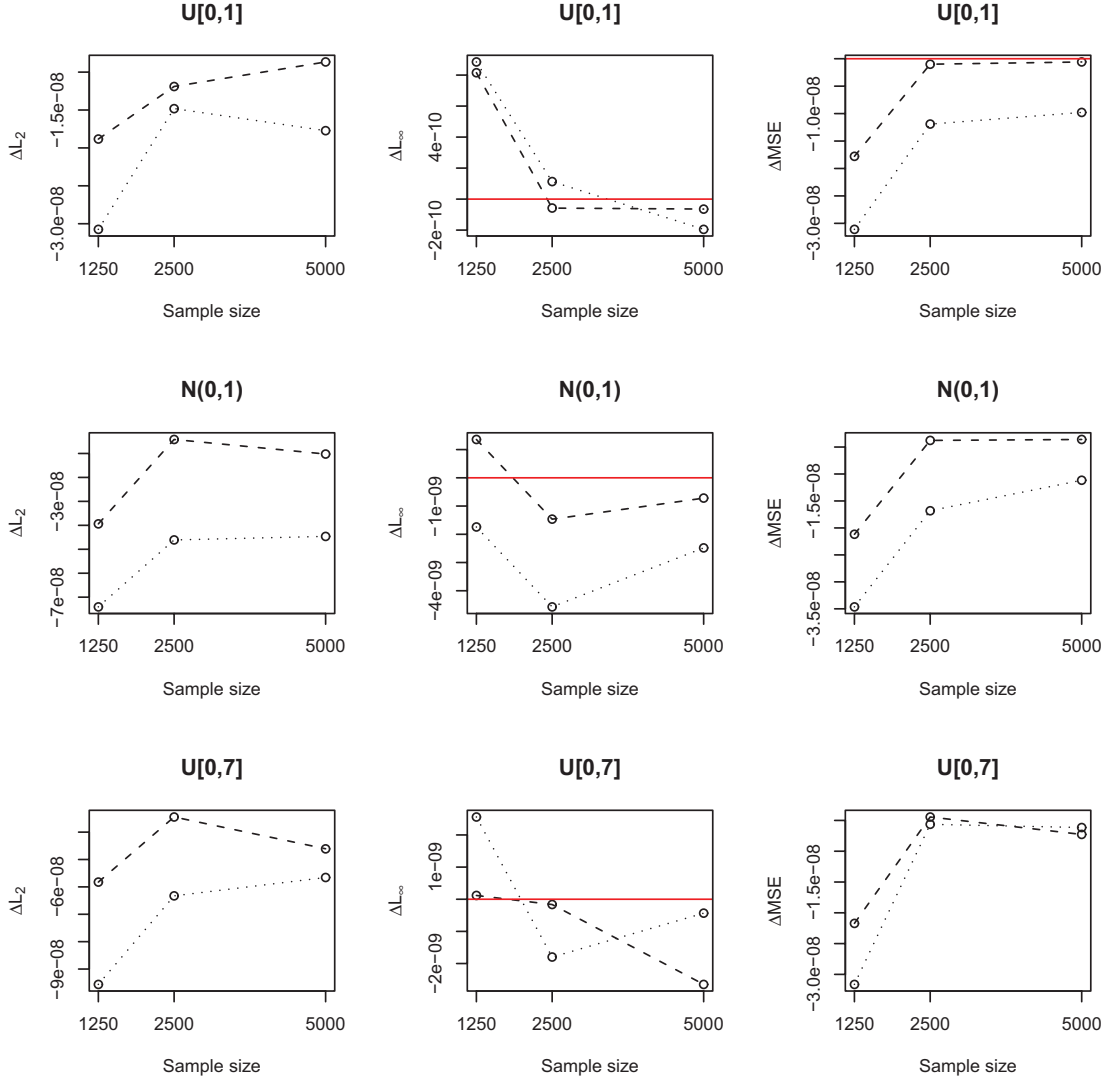 U[0,1]
ΔL2
−1.5e−08
−3.0e−08
1250 2500 5000
Sample size
U[0,1]
ΔL∞
4e−10
−2e−10
1250 2500 5000
Sample size
U[0,1]
ΔMSE
−1.0e−08
−3.0e−08
1250 2500 5000
Sample size
N(0,1)
ΔL2
−3e−08
−7e−08
1250 2500 5000
Sample size
N(0,1)
ΔL∞
−1e−09
−4e−09
1250 2500 5000
Sample size
N(0,1)
ΔMSE
−1.5e−08
−3.5e−08
1250 2500 5000
Sample size
U[0,7]
ΔL2
−6e−08
−9e−08
1250 2500 5000
Sample size
U[0,7]
ΔL∞
1e−09
−2e−09
1250 2500 5000
Sample size
U[0,7]
ΔMSE
−1.5e−08
−3.0e−08
1250 2500 5000
Sample size